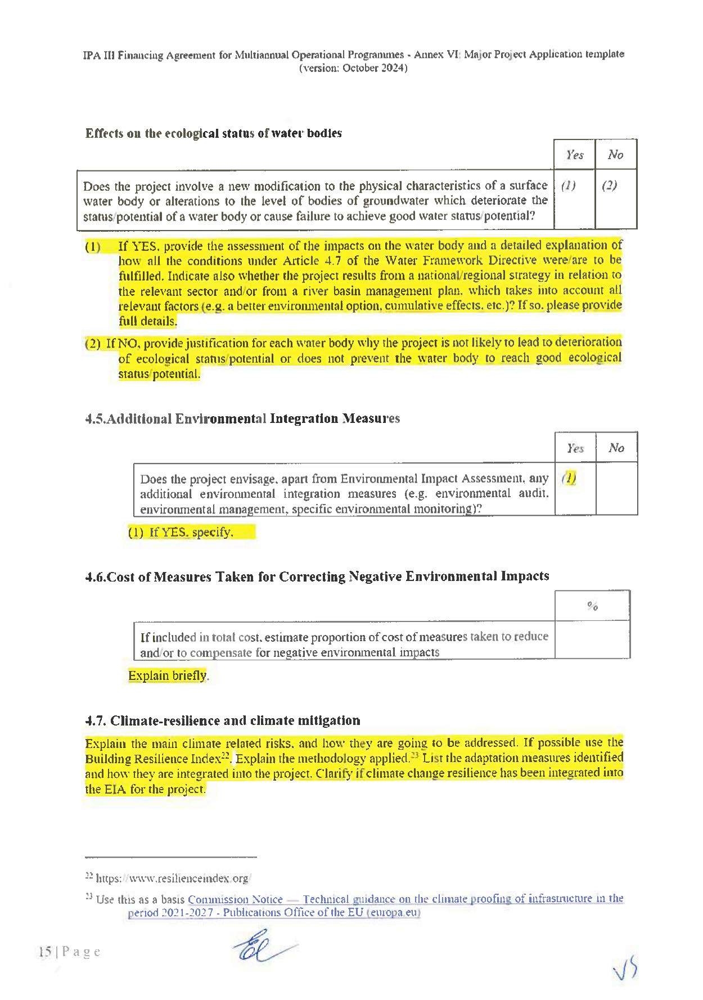 IPA III Financing Agreement for Multiannual Operational Programmes - Annex VI: Major Project Application template
(version: October 2024)
Effects on the ecological status of water bodies
Yes No
Does the project involve a new modification to the physical characteristics of a surface (1) (2)
water body or alterations to the level of bodies of groundwater which deteriorate the
status/potential of a water body or cause failure to achieve good water status/potential?
(1) If YES, provide the assessment of the impacts on the water body and a detailed explanation of
how all the conditions under Article 4.7 of the Water Framework Directive were/are to be
fulfilled. Indicate also whether the project results from a national/regional strategy in relation to
the relevant sector and/or from a river basin management plan, which takes into account all
relevant factors (e.g. a better environmental option, cumulative effects, etc.)? If so, please provide
full details.
(2) If NO, provide justification for each water body why the project is not likely to lead to deterioration
of ecological status/potential or does not prevent the water body to reach good ecological
status/potential.
4.5.Additional Environmental Integration Measures
Yes No
Does the project envisage, apart from Environmental Impact Assessment, any (1)
additional environmental integration measures (e.g. environmental audit,
environmental management, specific environmental monitoring)?
(1) If YES, specify.
4.6.Cost of Measures Taken for Correcting Negative Environmental Impacts
%
If included in total cost, estimate proportion of cost of measures taken to reduce
and/or to compensate for negative environmental impacts
Explain briefly.
4.7. Climate-resilience and climate mitigation
Explain the main climate related risks, and how they are going to be addressed. If possible use the
Building Resilience Index22. Explain the methodology applied.23 List the adaptation measures identified
and how they are integrated into the project. Clarify if climate change resilience has been integrated into
the EIA for the project.
22 https://www.resilienceindex.org/
23 Use this as a basis Commission Notice — Technical guidance on the climate proofing of infrastructure in the
period 2021-2027 - Publications Office of the EU (europa.eu)
15 | Page
VS